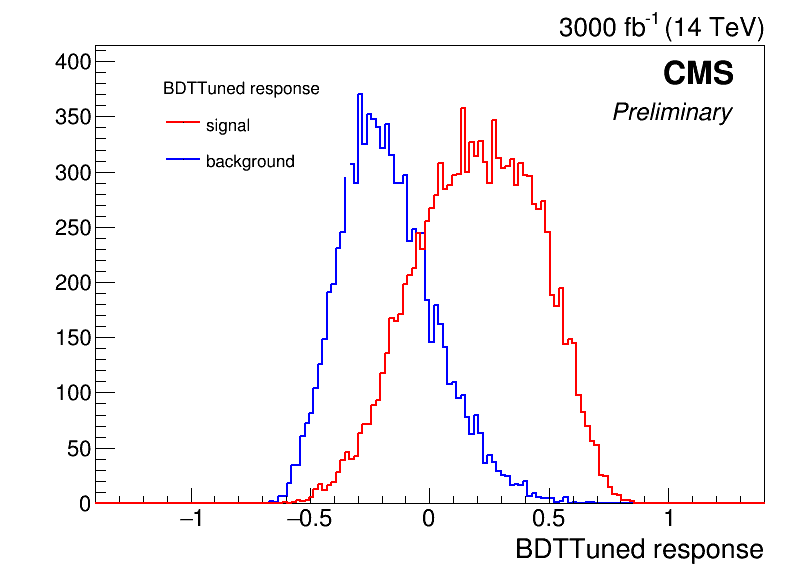 3000 fb-1 (14 TeV)
CMS
Preliminary
BDTTuned response
signal
background
400
350
300
250
200
150
100
50
0
−1
−0.5
0
0.5
1
BDTTuned response